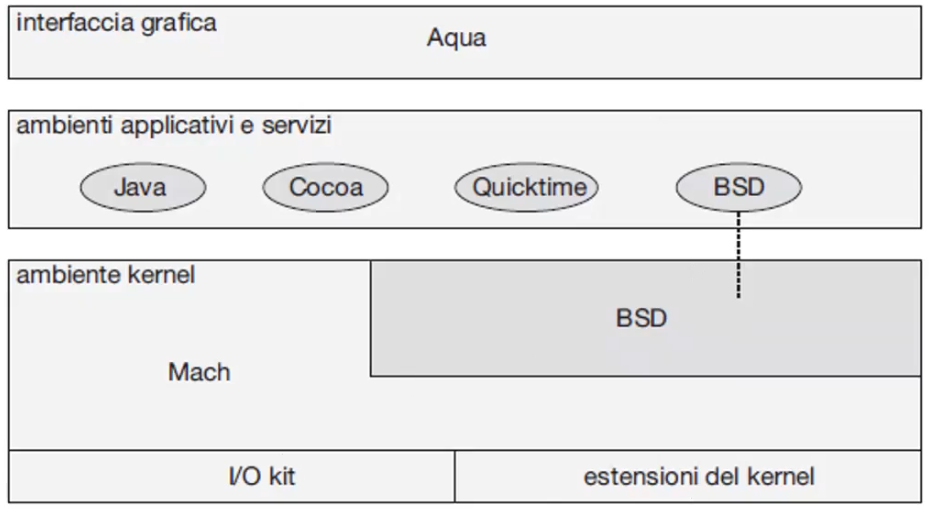 interfaccia grafica
Aqua
ambienti applicativi e servizi
Java
Cocoa
Quicktime
BSD
ambiente kernel
BSD
Mach
I/O kit
estensioni del kernel